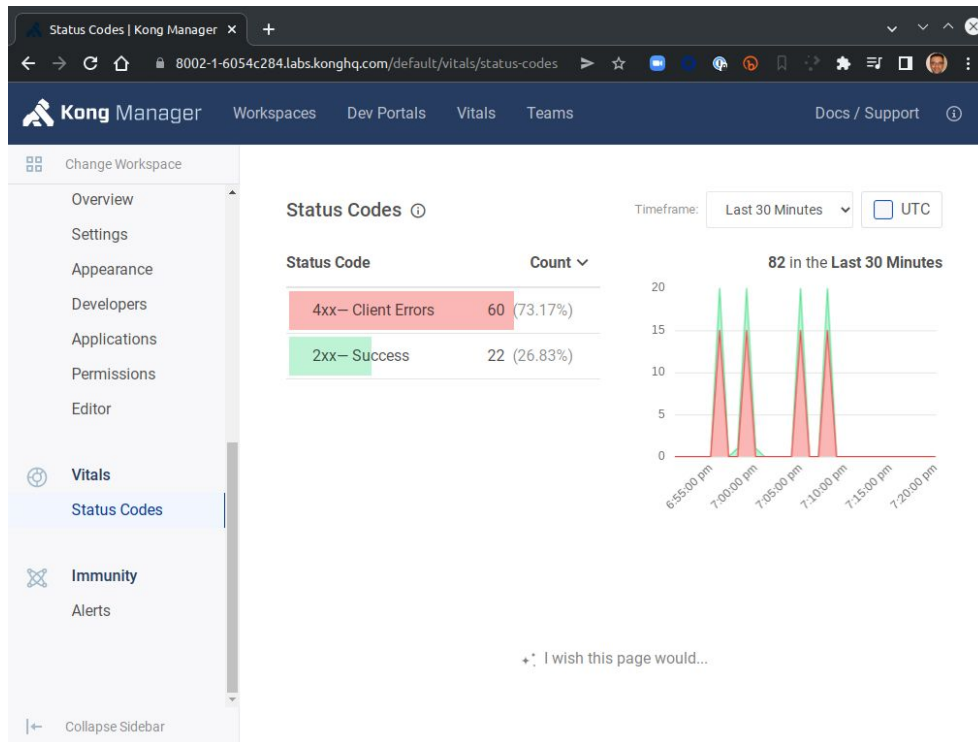 Status Codes | Kong Manager
8002-1-6054c284.labs.konghq.com/default/vitals/status-codes
Kong Manager
Workspaces
Dev Portals
Vitals
Teams
Docs / Support
Change Workspace
Overview
Settings
Appearance
Developers
Applications
Permissions
Editor
Vitals
Status Codes
Immunity
Alerts
Collapse Sidebar
Status Codes
Timeframe: Last 30 Minutes UTC
Status Code Count
4xx— Client Errors 60 (73.17%)
2xx— Success 22 (26.83%)
82 in the Last 30 Minutes
20
15
10
5
0
6:55:00 pm
7:00:00 pm
7:05:00 pm
7:10:00 pm
7:15:00 pm
7:20:00 pm
I wish this page would...